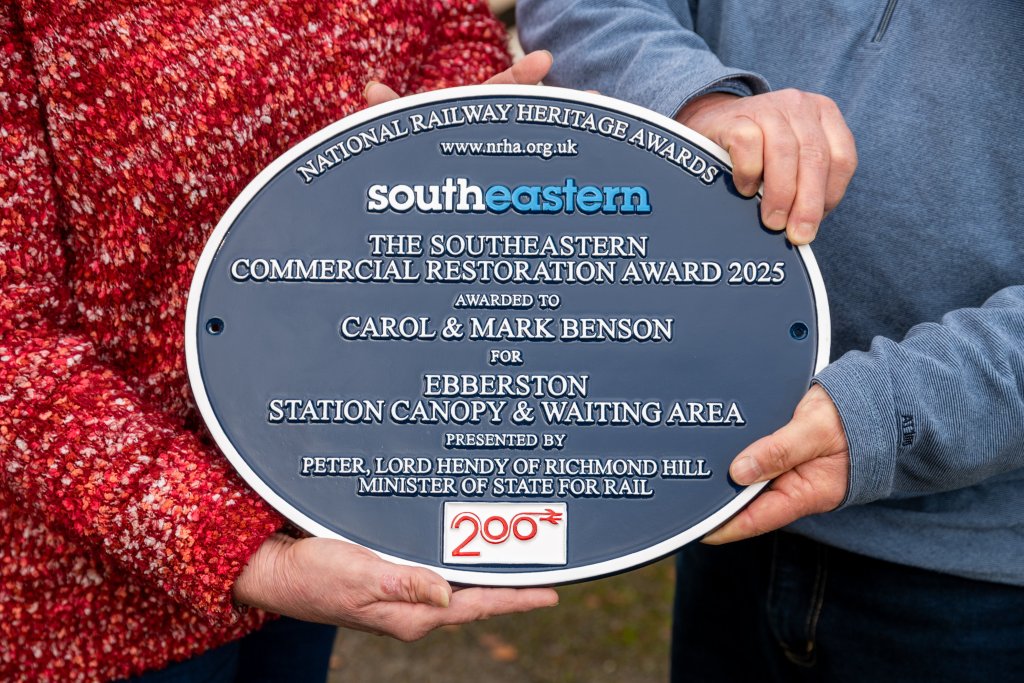 NATIONAL RAILWAY HERITAGE AWARDS
www.nrha.org.uk
southeastern
THE SOUTHEASTERN
COMMERCIAL RESTORATION AWARD 2025
AWARDED TO
CAROL & MARK BENSON
FOR
EBBERSTON
STATION CANOPY & WAITING AREA
PRESENTED BY
PETER, LORD HENDY OF RICHMOND HILL
MINISTER OF STATE FOR RAIL
200